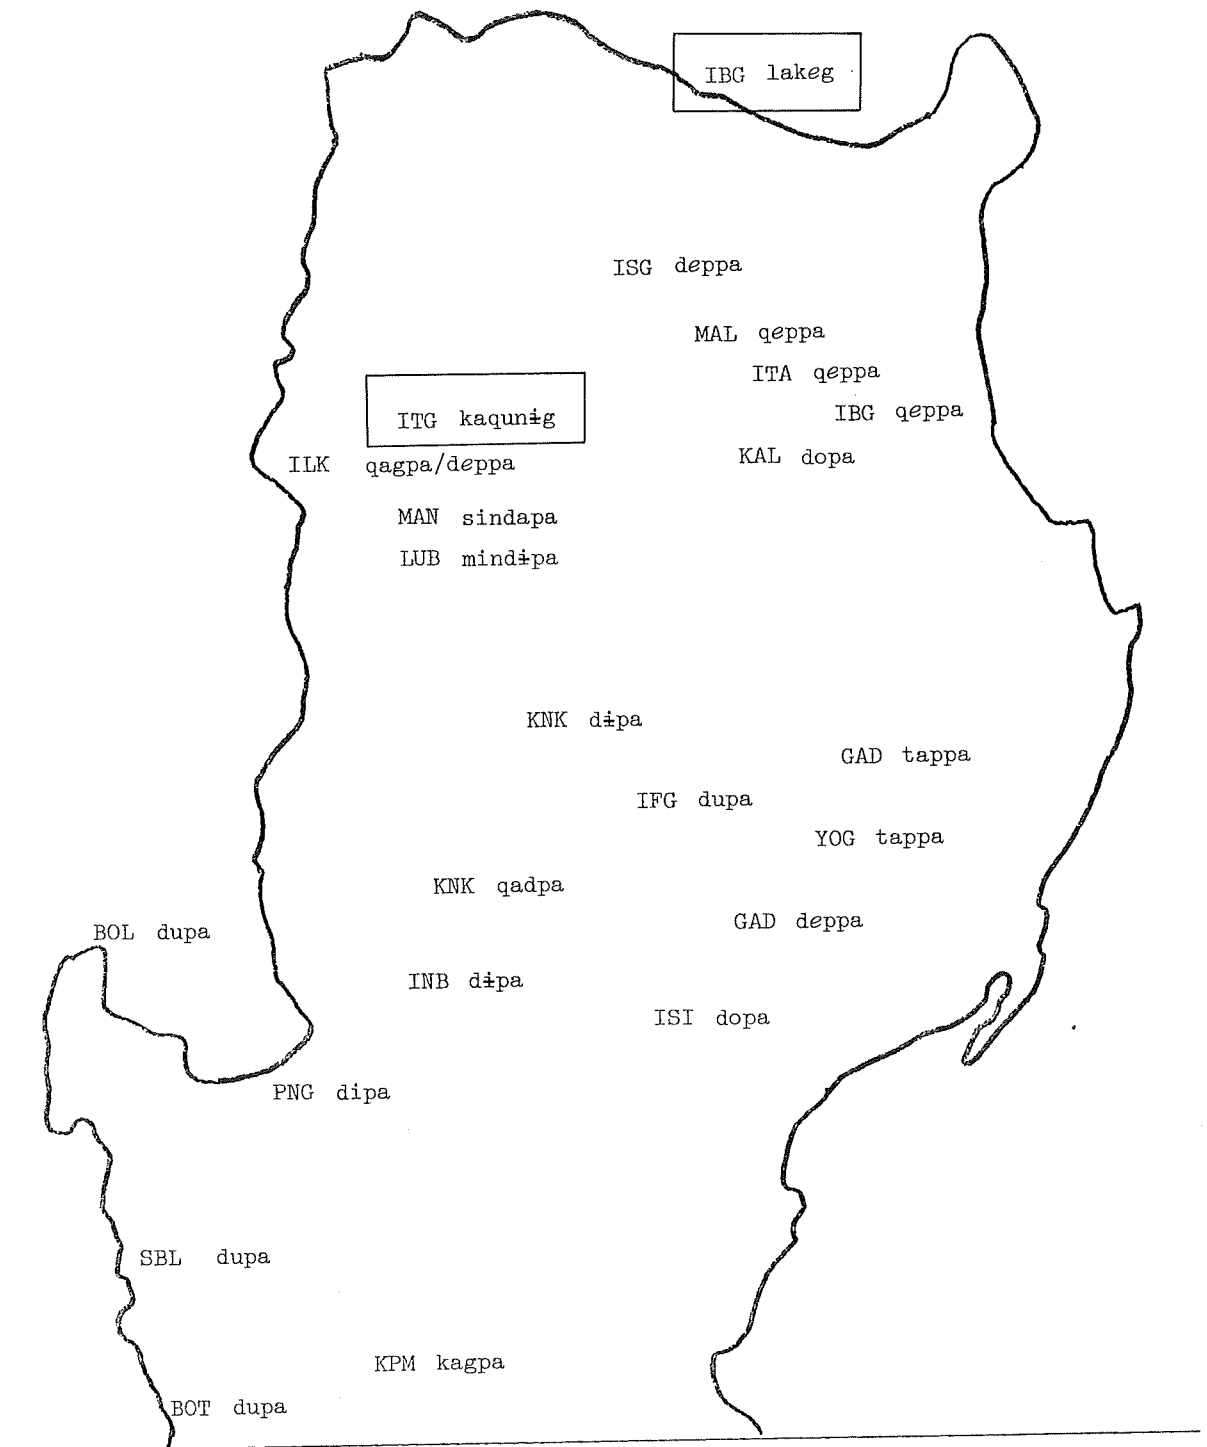 IBG lakeg
ISG deppa
MAL qeppa
ITA qeppa
IBG qeppa
ITG kaqunɨg
KAL dopa
ILK qagpa/deppa
MAN sindapa
LUB mindɨpa
KNK dɨpa
GAD tappa
IFG dupa
YOG tappa
KNK qadpa
GAD deppa
BOL dupa
INB dɨpa
ISI dopa
PNG dipa
SBL dupa
KPM kagpa
BOT dupa